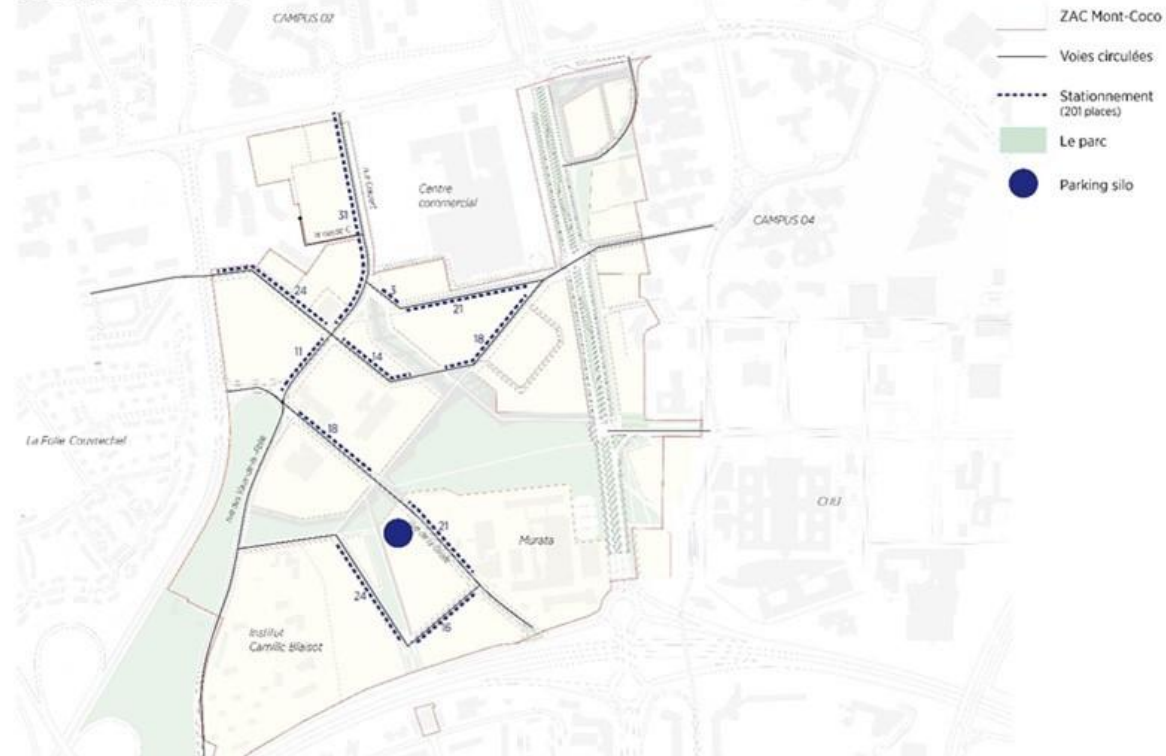 CAMPUS 02
ZAC Mont-Coco
Voies circulées
Stationnement
(201 places)
Le parc
Parking silo
Centre
commercial
31
CAMPUS 04
24
3
21
18
11
14
La Folie Couvrechef
18
CHU
21
Murata
24
16
Institut
Camille Blaisot